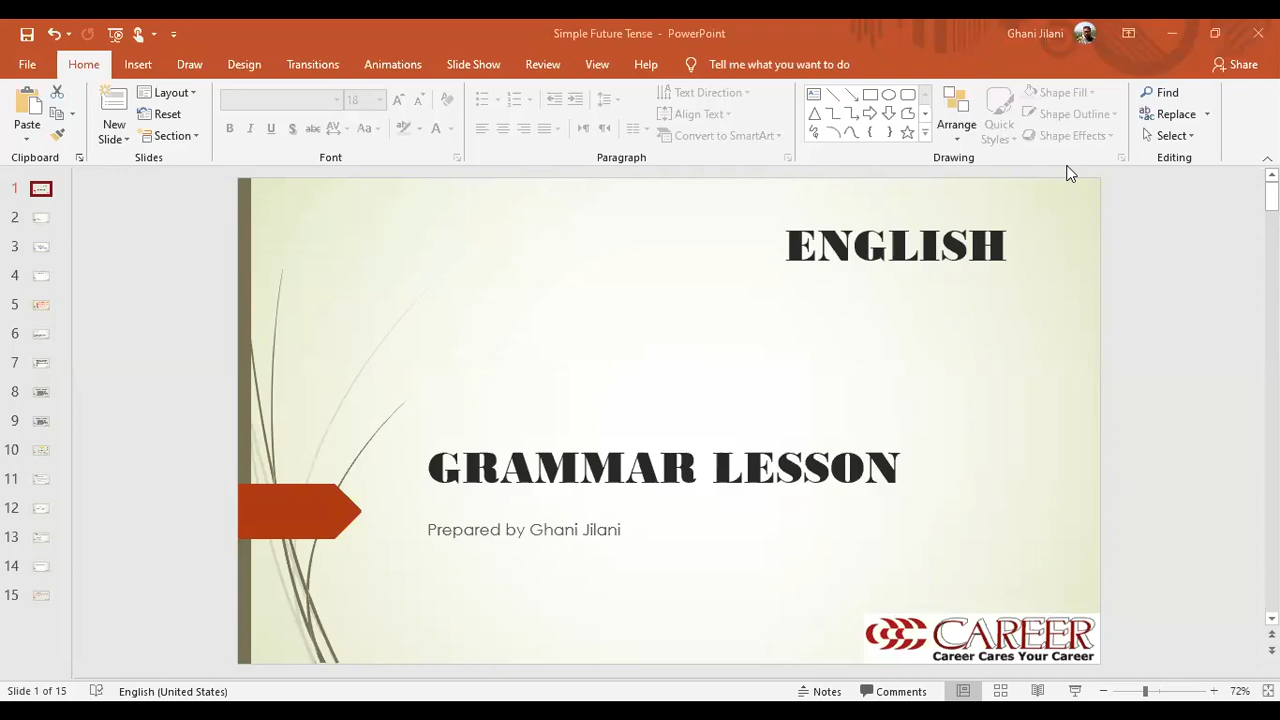 Simple Future Tense - PowerPoint
Ghani Jilani
File Home Insert Draw Design Transitions Animations Slide Show Review View Help Tell me what you want to do Share
Paste
Clipboard
New
Slide
Layout
Reset
Section
Slides
18
B I U S abc AV Aa A
Font
Text Direction
Align Text
Convert to SmartArt
Paragraph
Arrange
Quick
Styles
Shape Fill
Shape Outline
Shape Effects
Drawing
Find
Replace
Select
Editing
1
2
3
4
5
6
7
8
9
10
11
12
13
14
15
ENGLISH
GRAMMAR LESSON
Prepared by Ghani Jilani
CAREER
Career Cares Your Career
Slide 1 of 15 English (United States) Notes Comments 72%